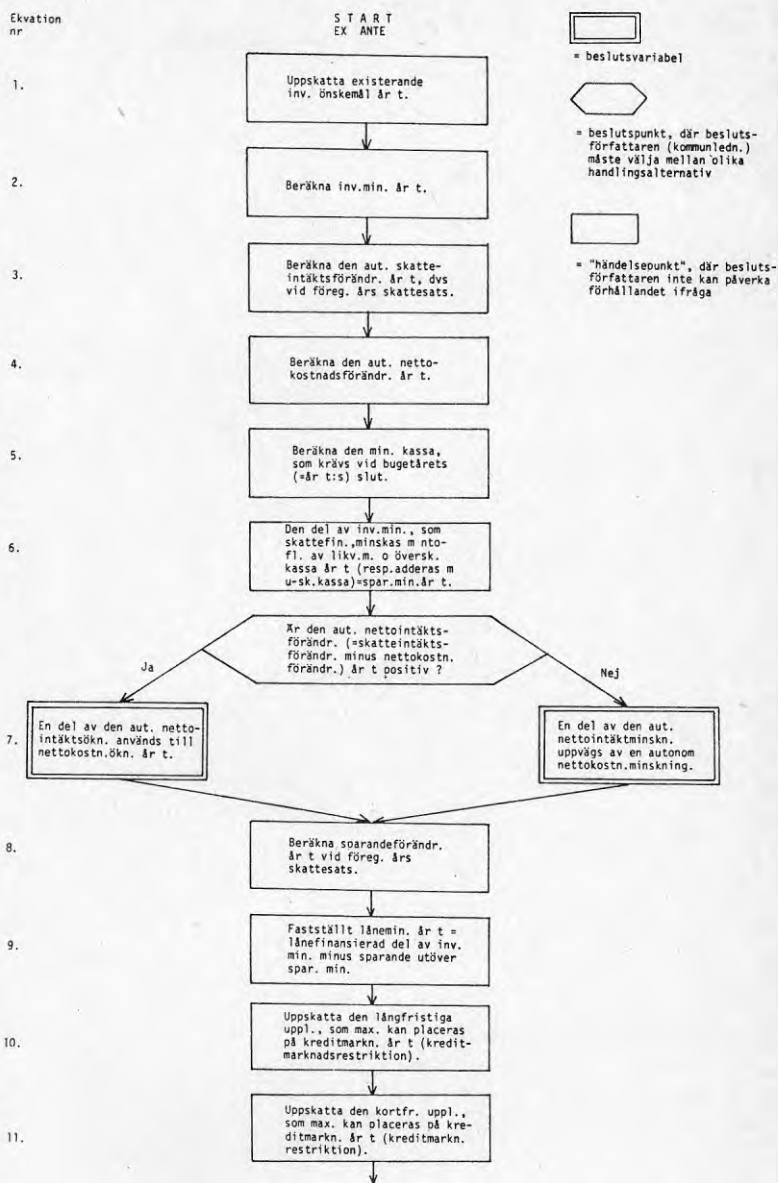 Ekvation
nr
S T A R T
EX ANTE
= beslutsvariabel
= beslutspunkt, där besluts-
författaren (kommunledn.)
måste välja mellan olika
handlingsalternativ
= "händelsepunkt", där besluts-
författaren inte kan påverka
förhållandet ifråga
1.
Uppskatta existerande
inv. önskemål år t.
2.
Beräkna inv.min. år t.
3.
Beräkna den aut. skatte-
intäktsförändr. år t, dvs
vid föreg. års skattesats.
4.
Beräkna den aut. netto-
kostnadsförändr. år t.
5.
Beräkna den min. kassa,
som krävs vid bugetårets
(=år t:s) slut.
6.
Den del av inv.min., som
skattefin.,minskas m nto-
fl. av likv.m. o översk.
kassa år t (resp.adderas m
u-sk.kassa)=spar.min.år t.
Är den aut. nettointäkts-
förändr. (=skatteintäkts-
förändr. minus nettokostn.
förändr.) år t positiv ?
Ja
Nej
7.
En del av den aut. netto-
intäktsökn. används till
nettokostn.ökn. år t.
En del av den aut.
nettointäktminskn.
uppvägs av en autonom
nettokostn.minskning.
8.
Beräkna sparandeförändr.
år t vid föreg. års
skattesats.
9.
Fastställt lånemin. år t =
lånefinansierad del av inv.
min. minus sparande utöver
spar. min.
10.
Uppskatta den långfristiga
uppl., som max. kan placeras
på kreditmarkn. år t (kredit-
marknadsrestriktion).
11.
Uppskatta den kortfr. uppl.,
som max. kan placeras på kre-
ditmarkn. år t (kreditmarkn.
restriktion).